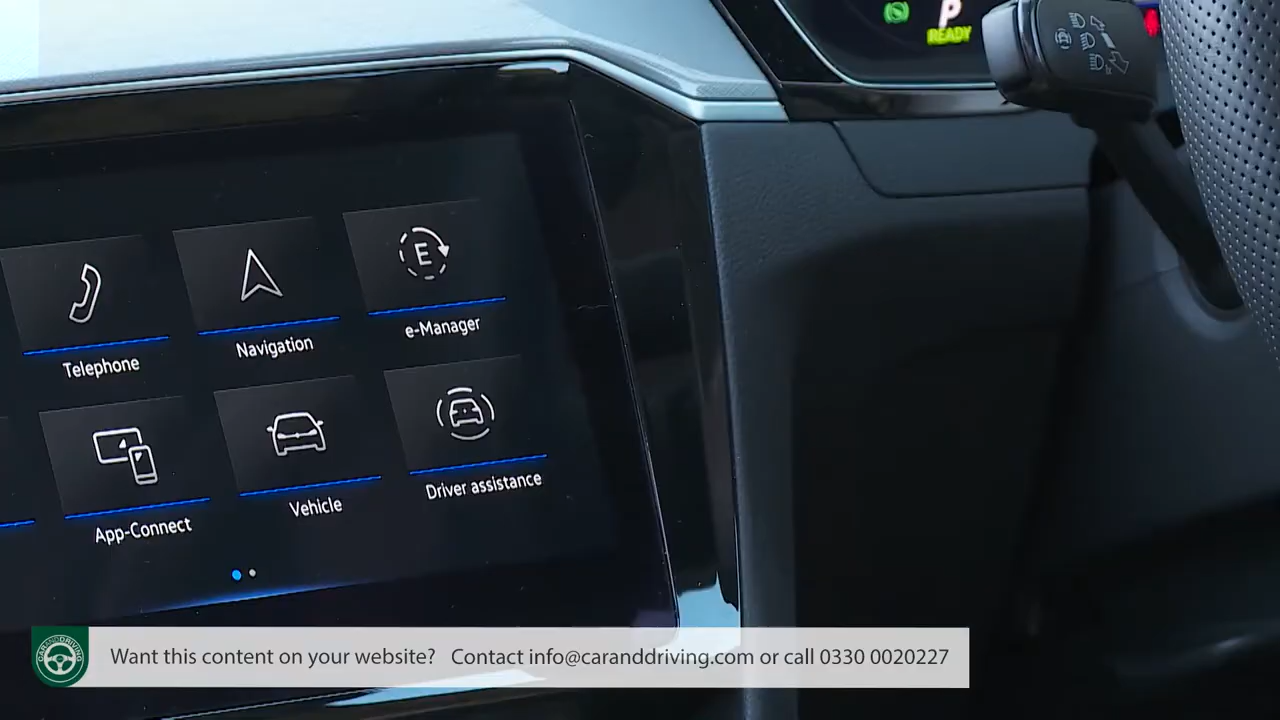 P
READY
E
Telephone
Navigation
e-Manager
App-Connect
Vehicle
Driver assistance
CARANDDRIVING
Want this content on your website? Contact info@caranddriving.com or call 0330 0020227